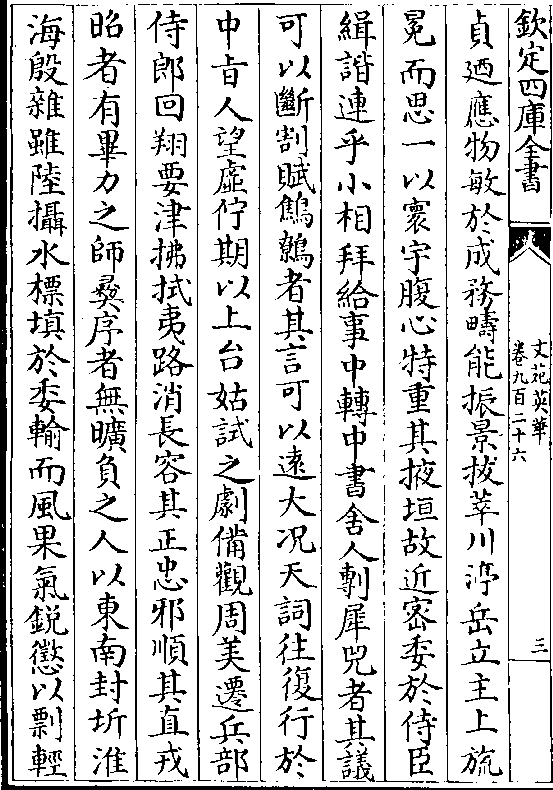 欽定四庫全書
文苑英華
卷九百二十六
三
貞廼應物敏於成務疇能振景拔萃川渟岳立主上旒
冕而思一以寰宇腹心特重其掖垣故近密委於侍臣
緝諧連乎小相拜給事中轉中書舍人剸犀兕者其議
可以斷割賦鷦鷯者其言可以遠大况天詞往復行於
中㫖人望虚佇期以上台姑試之劇備觀周美遷兵部
侍郎回翔要津拂拭夷路消長容其正忠邪順其直戎
昭者有畢力之師彛序者無曠負之人以東南封圻淮
海殷雜雖陸攝水標填於委輸而風果氣鋭懲以剽輕